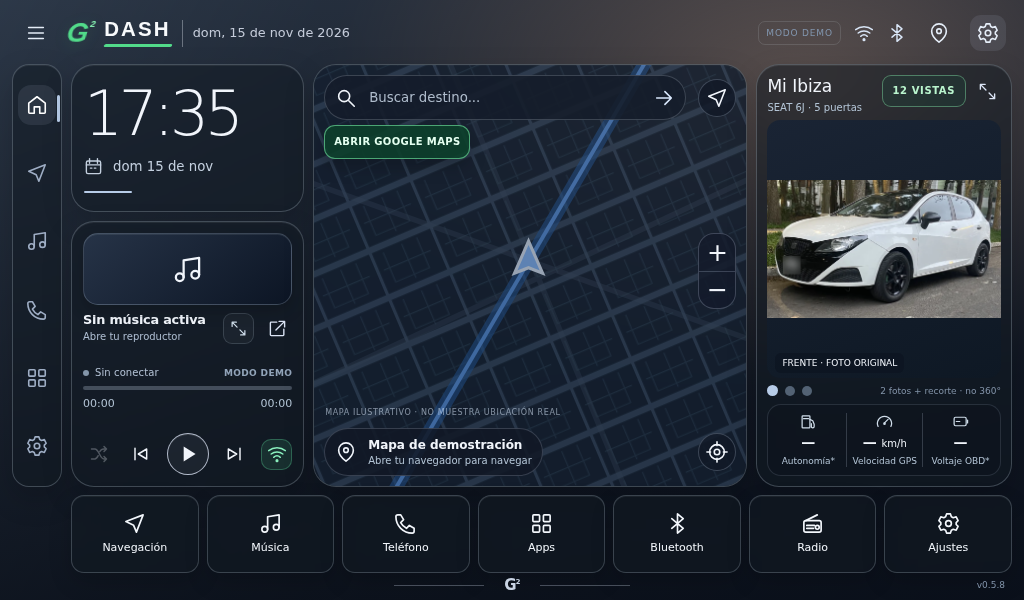 G² DASH
dom, 15 de nov de 2026
MODO DEMO
17:35
dom 15 de nov
Sin música activa
Abre tu reproductor
Sin conectar
MODO DEMO
00:00
00:00
Buscar destino...
ABRIR GOOGLE MAPS
MAPA ILUSTRATIVO · NO MUESTRA UBICACIÓN REAL
Mapa de demostración
Abre tu navegador para navegar
Mi Ibiza
SEAT 6J · 5 puertas
12 VISTAS
FRENTE · FOTO ORIGINAL
2 fotos + recorte · no 360°
—
— km/h
—
Autonomía*
Velocidad GPS
Voltaje OBD*
Navegación
Música
Teléfono
Apps
Bluetooth
Radio
Ajustes
G²
v0.5.8